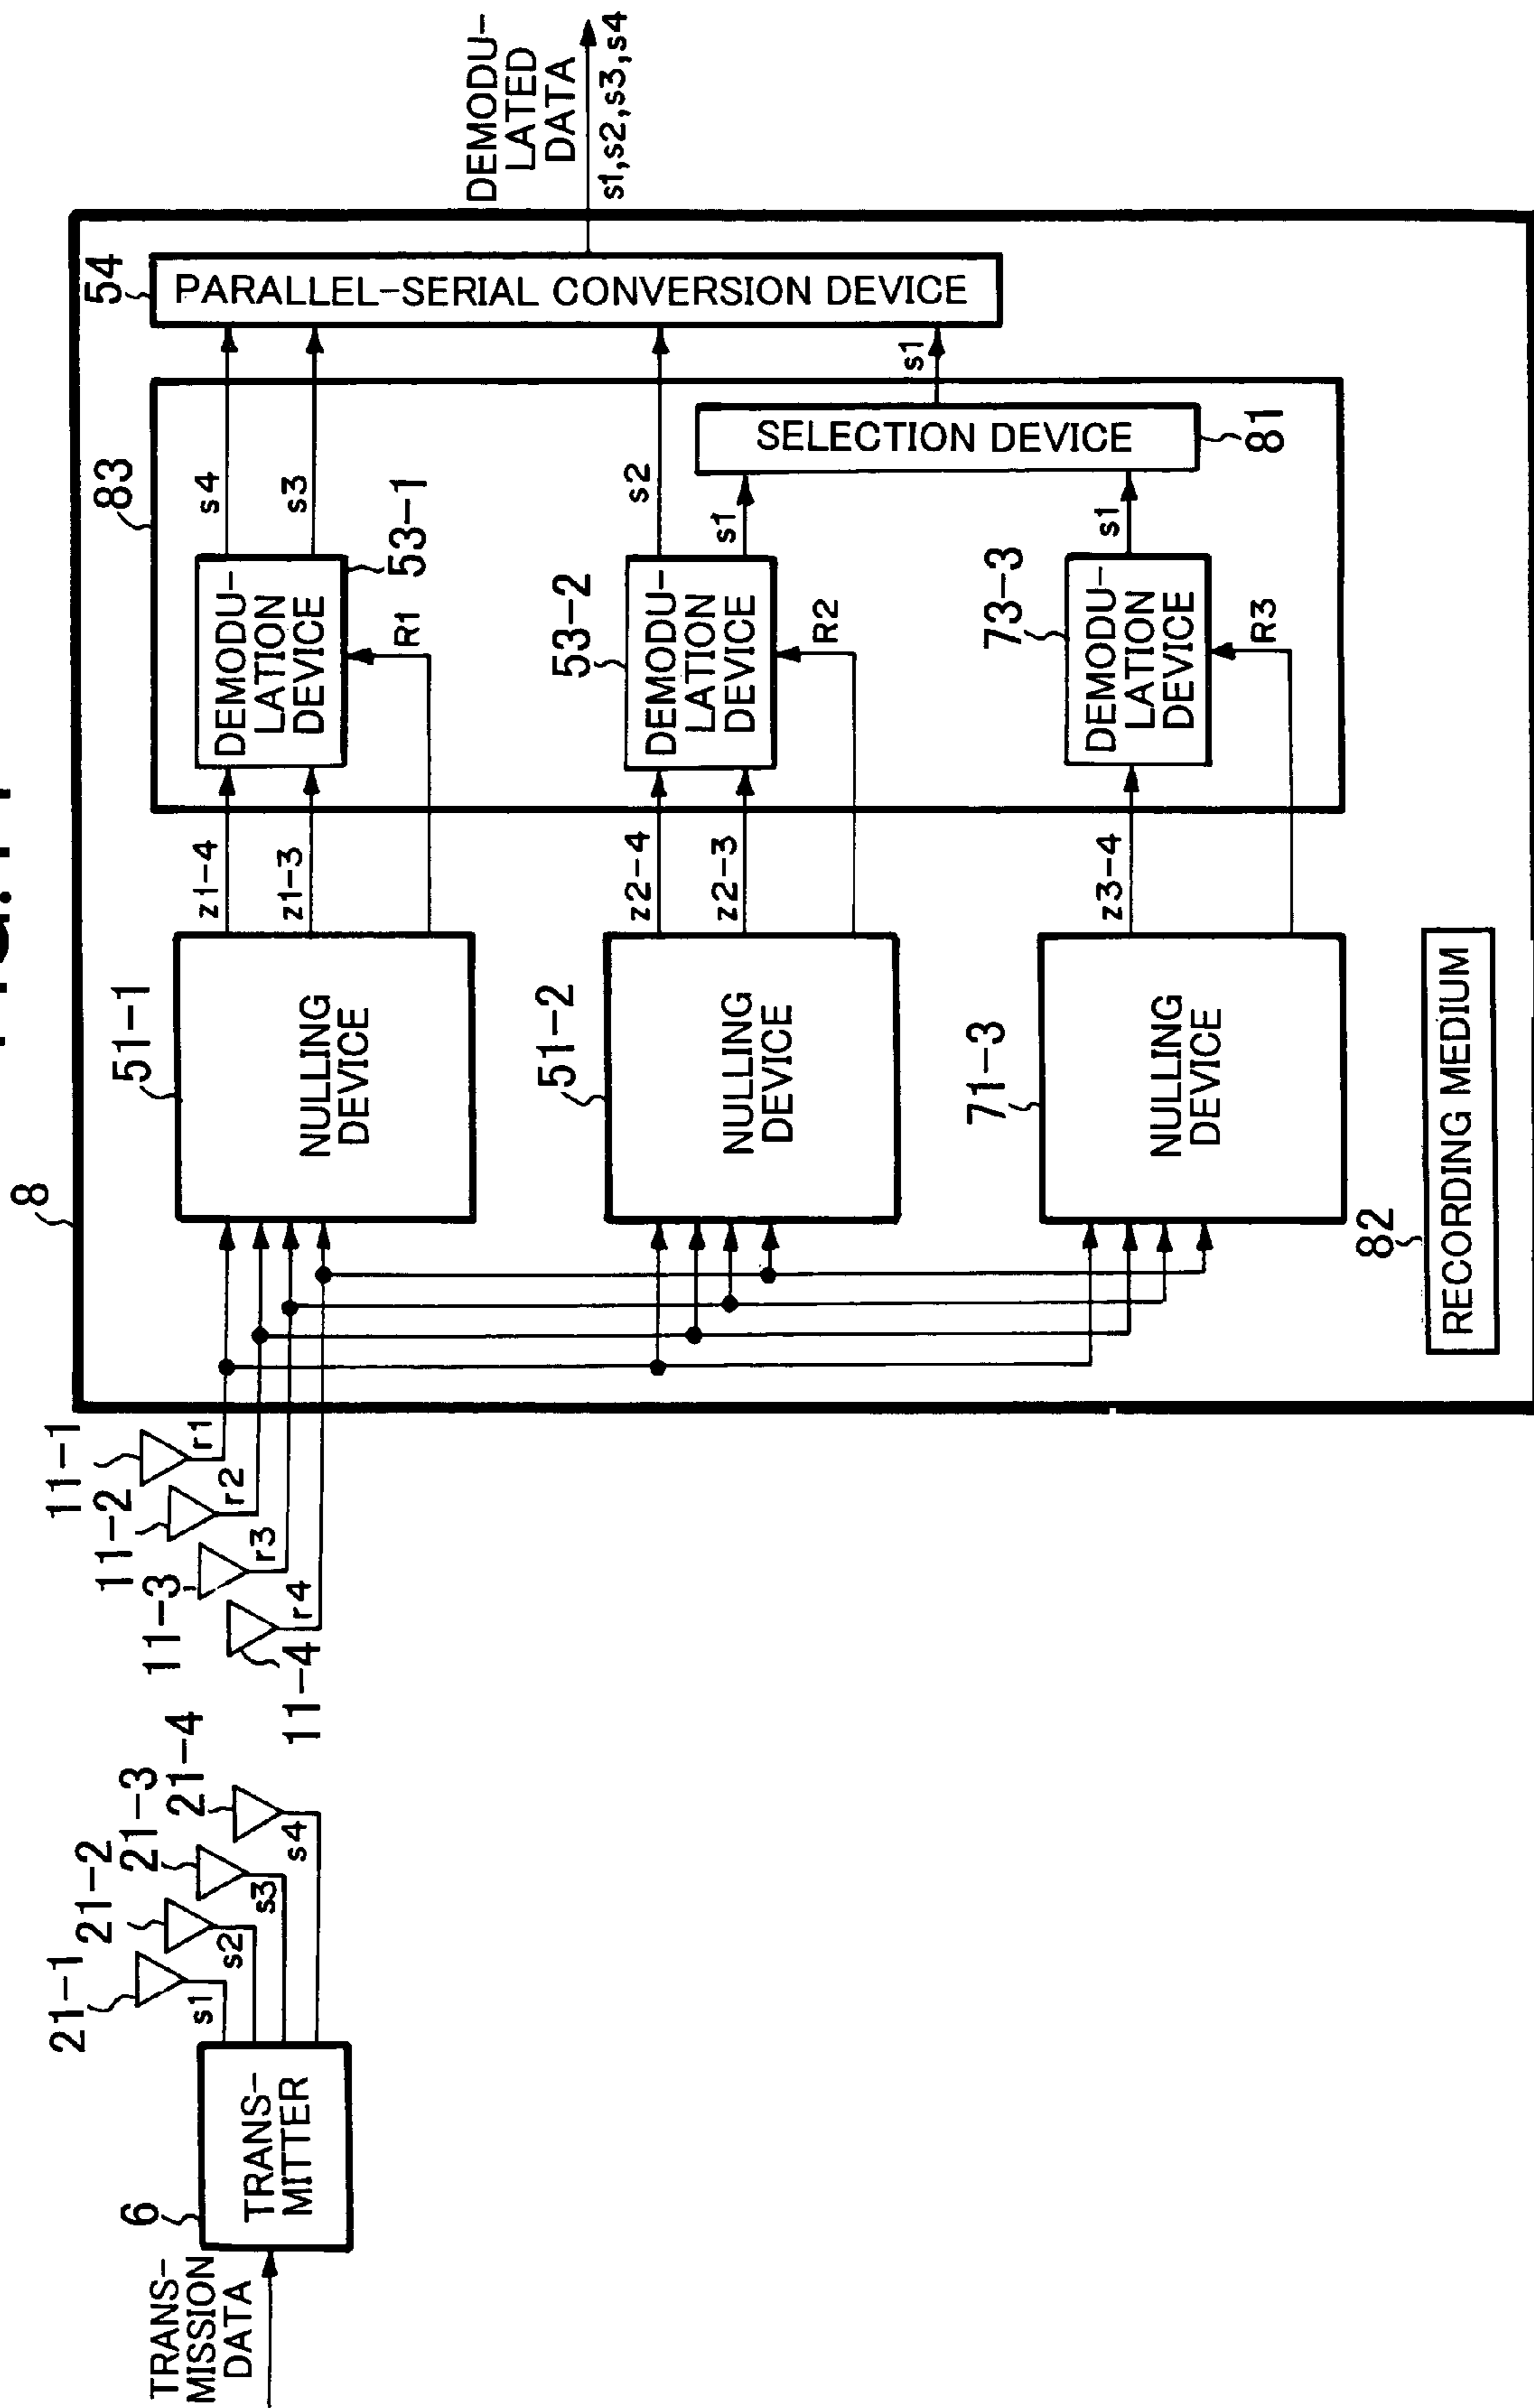 TRANS-
MISSION
DATA
6
TRANS-
MITTER
s1
s2
s3
s4
21-1
21-2
21-3
21-4
11-1
11-2
11-3
11-4
r1
r2
r3
r4
8
51-1
NULLING
DEVICE
51-2
NULLING
DEVICE
71-3
NULLING
DEVICE
82
RECORDING MEDIUM
z1-4
z1-3
R1
z2-4
z2-3
R2
z3-4
R3
83
DEMODU-
LATION
DEVICE
53-1
53-2
DEMODU-
LATION
DEVICE
73-3
DEMODU-
LATION
DEVICE
s4
s3
s2
s1
s1
SELECTION DEVICE
81
s1
54
PARALLEL-SERIAL CONVERSION DEVICE
DEMODU-
LATED
DATA
s1,s2,s3,s4